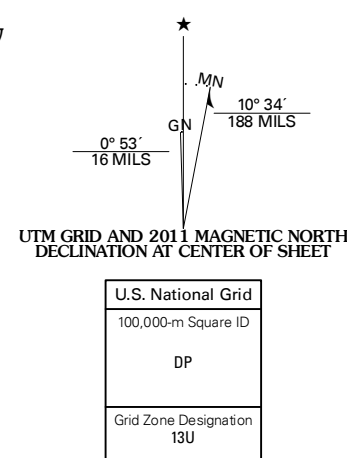 ★
MN
GN
10° 34´
188 MILS
0° 53´
16 MILS
UTM GRID AND 2011 MAGNETIC NORTH
DECLINATION AT CENTER OF SHEET
U.S. National Grid
100,000-m Square ID
DP
Grid Zone Designation
13U